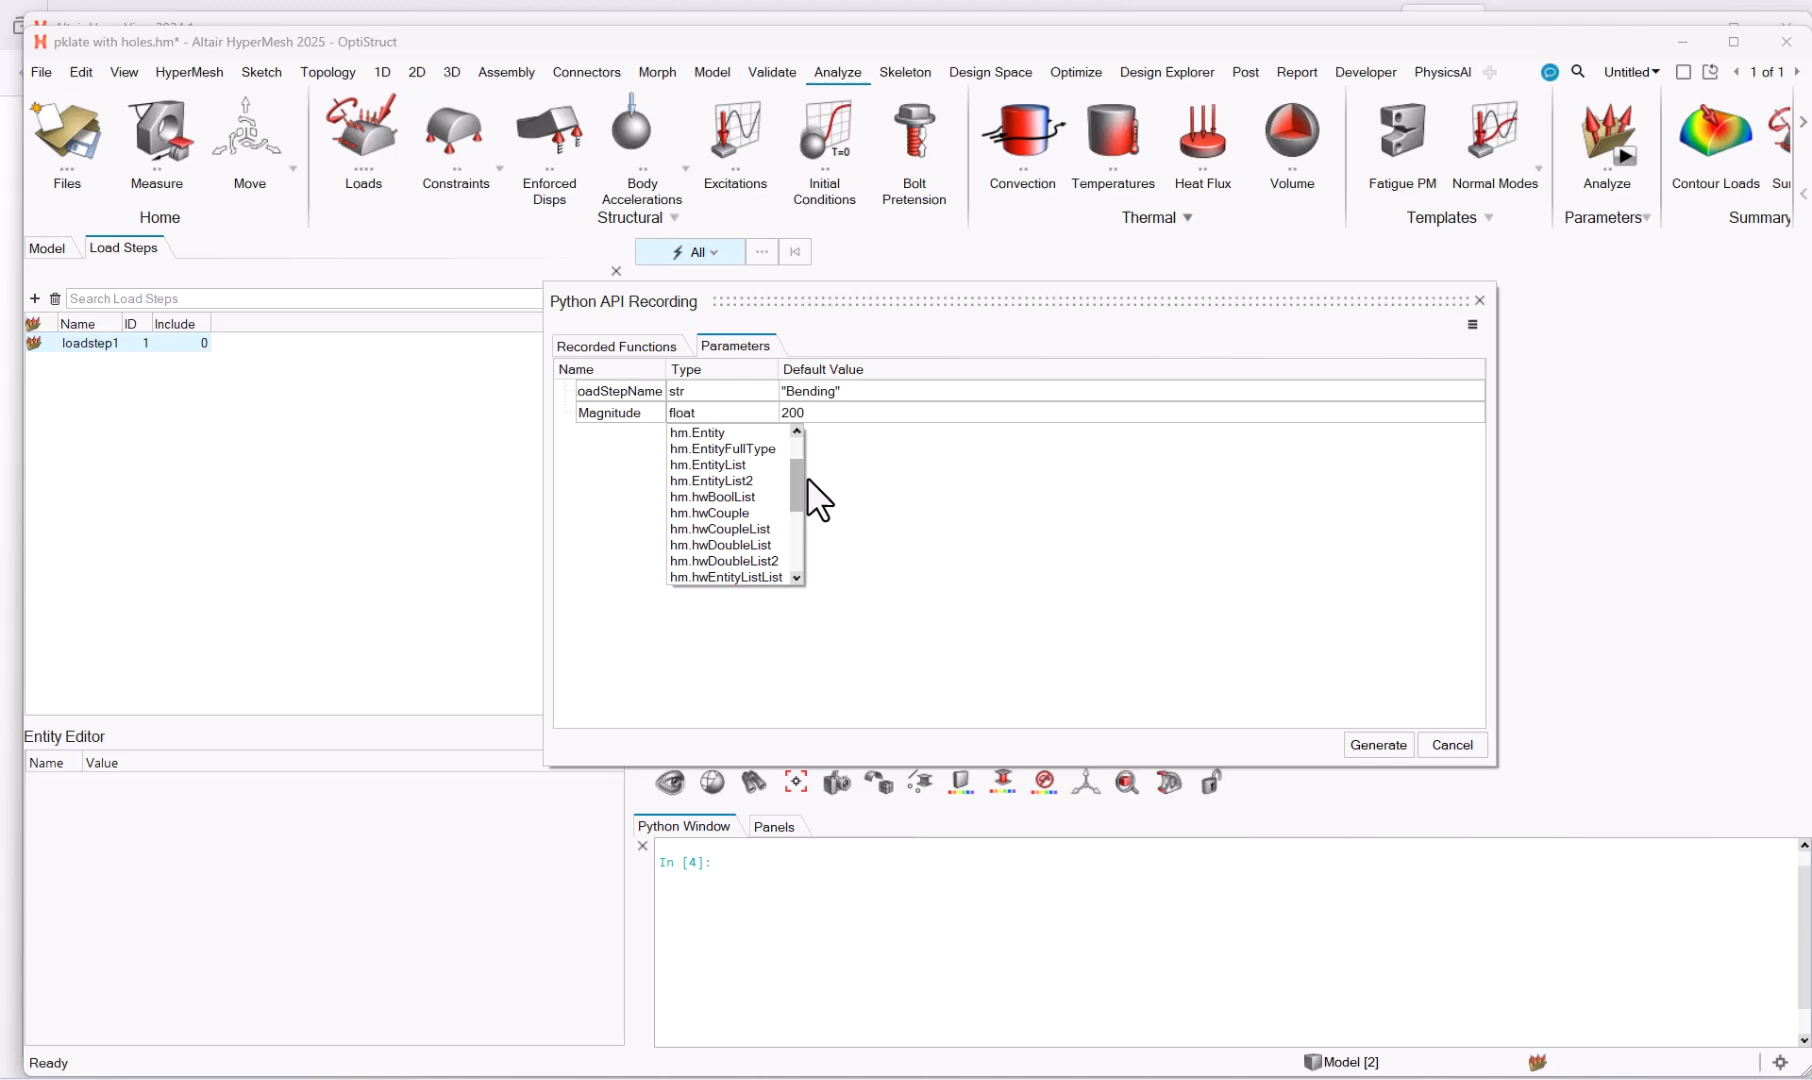 pklate with holes.hm* - Altair HyperMesh 2025 - OptiStruct
File Edit View HyperMesh Sketch Topology 1D 2D 3D Assembly Connectors Morph Model Validate Analyze Skeleton Design Space Optimize Design Explorer Post Report Developer PhysicsAI Untitled 1 of 1
T=0
Files Measure Move Loads Constraints Enforced Disps Body Accelerations Excitations Initial Conditions Bolt Pretension Convection Temperatures Heat Flux Volume Fatigue PM Normal Modes Analyze Contour Loads
Home Structural Thermal Templates Parameters Summary
Model Load Steps
All
Search Load Steps
Name ID Include
loadstep1 1 0
Python API Recording
Recorded Functions Parameters
Name Type Default Value
oadStepName str "Bending"
Magnitude float 200
hm.Entity
hm.EntityFullType
hm.EntityList
hm.EntityList2
hm.hwBoolList
hm.hwCouple
hm.hwCoupleList
hm.hwDoubleList
hm.hwDoubleList2
hm.hwEntityListList
Generate Cancel
Entity Editor
Name Value
Python Window Panels
In [4]:
Ready
Model [2]